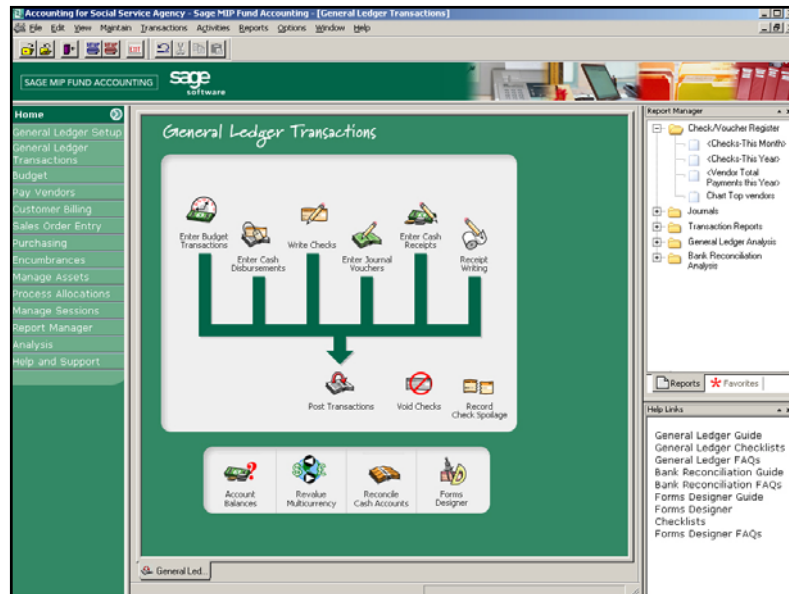 Accounting for Social Service Agency - Sage MIP Fund Accounting - [General Ledger Transactions]
File Edit View Maintain Transactions Activities Reports Options Window Help
SAGE MIP FUND ACCOUNTING
sage
software
Home
General Ledger Setup
General Ledger
Transactions
Budget
Pay Vendors
Customer Billing
Sales Order Entry
Purchasing
Encumbrances
Manage Assets
Process Allocations
Manage Sessions
Report Manager
Analysis
Help and Support
General Ledger Transactions
Enter Budget
Transactions
Enter Cash
Disbursements
Write Checks
Enter Journal
Vouchers
Enter Cash
Receipts
Receipt
Writing
Post Transactions
Void Checks
Record
Check Spoilage
Account
Balances
Revalue
Multicurrency
Reconcile
Cash Accounts
Forms
Designer
General Led...
Report Manager
Check/Voucher Register
<Checks-This Month>
<Checks-This Year>
<Vendor Total
Payments this Year>
Chart Top vendors
Journals
Transaction Reports
General Ledger Analysis
Bank Reconciliation
Analysis
Reports
Favorites
Help Links
General Ledger Guide
General Ledger Checklists
General Ledger FAQs
Bank Reconciliation Guide
Bank Reconciliation FAQs
Forms Designer Guide
Forms Designer
Checklists
Forms Designer FAQs